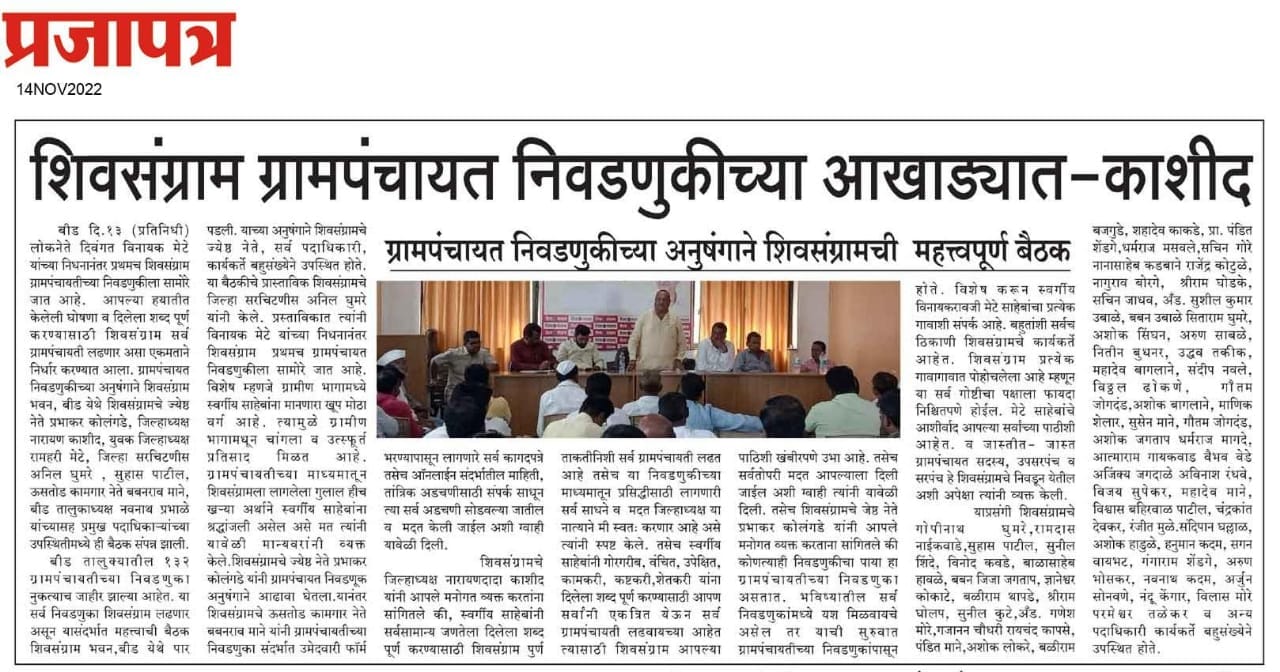 प्रजापत्र
14NOV2022
शिवसंग्राम ग्रामपंचायत निवडणुकीच्या आखाड्यात–काशीद
ग्रामपंचायत निवडणुकीच्या अनुषंगाने शिवसंग्रामची महत्त्वपूर्ण बैठक
बीड दि.१३ (प्रतिनिधी)
लोकनेते दिवंगत विनायक मेटे
यांच्या निधनानंतर प्रथमच शिवसंग्राम
ग्रामपंचायतीच्या निवडणुकीला सामोरे
जात आहे. आपल्या हयातीत
केलेली घोषणा व दिलेला शब्द पूर्ण
करण्यासाठी शिवसंग्राम सर्व
ग्रामपंचायती लढणार असा एकमताने
निर्धार करण्यात आला. ग्रामपंचायत
निवडणुकीच्या अनुषंगाने शिवसंग्राम
भवन, बीड येथे शिवसंग्रामचे ज्येष्ठ
नेते प्रभाकर कोलंगडे, जिल्हाध्यक्ष
नारायण काशीद, युवक जिल्हाध्यक्ष
रामहरी मेटे, जिल्हा सरचिटणीस
अनिल घुमरे , सुहास पाटील,
ऊसतोड कामगार नेते बबनराव माने,
बीड तालुकाध्यक्ष नवनाथ प्रभाळे
यांच्यासह प्रमुख पदाधिकाऱ्यांच्या
उपस्थितीमध्ये ही बैठक संपन्न झाली.
बीड तालुक्यातील १३२
ग्रामपंचायतीच्या निवडणुका
नुकत्याच जाहीर झाल्या आहेत. या
सर्व निवडणुका शिवसंग्राम लढणार
असून यासंदर्भात महत्त्वाची बैठक
शिवसंग्राम भवन,बीड येथे पार
पडली. याच्या अनुषंगाने शिवसंग्रामचे
ज्येष्ठ नेते, सर्व पदाधिकारी,
कार्यकर्ते बहुसंख्येने उपस्थित होते.
या बैठकीचे प्रास्ताविक शिवसंग्रामचे
जिल्हा सरचिटणीस अनिल घुमरे
यांनी केले. प्रस्ताविकात त्यांनी
विनायक मेटे यांच्या निधनानंतर
शिवसंग्राम प्रथमच ग्रामपंचायत
निवडणुकीला सामोरे जात आहे.
विशेष म्हणजे ग्रामीण भागामध्ये
स्वर्गीय साहेबांना मानणारा खूप मोठा
वर्ग आहे. त्यामुळे ग्रामीण
भागामधून चांगला व उत्स्फूर्त
प्रतिसाद मिळत आहे.
ग्रामपंचायतीच्या माध्यमातून
शिवसंग्रामला लागलेला गुलाल हीच
खऱ्या अर्थाने स्वर्गीय साहेबांना
श्रद्धांजली असेल असे मत त्यांनी
यावेळी मान्यवरांनी व्यक्त
केले.शिवसंग्रामचे ज्येष्ठ नेते प्रभाकर
कोलंगडे यांनी ग्रामपंचायत निवडणूक
अनुषंगाने आढावा घेतला.यानंतर
शिवसंग्रामचे ऊसतोड कामगार नेते
बबनराव माने यांनी ग्रामपंचायतीच्या
निवडणुका संदर्भात उमेदवारी फॉर्म
भरण्यापासून लागणारे सर्व कागदपत्रे
तसेच ऑनलाईन संदर्भातील माहिती,
तांत्रिक अडचणीसाठी संपर्क साधून
त्या सर्व अडचणी सोडवल्या जातील
व मदत केली जाईल अशी ग्वाही
यावेळी दिली.
शिवसंग्रामचे
जिल्हाध्यक्ष नारायणदादा काशीद
यांनी आपले मनोगत व्यक्त करतांना
सांगितले की, स्वर्गीय साहेबांनी
सर्वसामान्य जणतेला दिलेला शब्द
पूर्ण करण्यासाठी शिवसंग्राम पुर्ण
ताकतीनिशी सर्व ग्रामपंचायती लढत
आहे तसेच या निवडणुकीच्या
माध्यमातून प्रसिद्धीसाठी लागणारी
सर्व साधने व मदत जिल्हाध्यक्ष या
नात्याने मी स्वतः करणार आहे असे
त्यांनी स्पष्ट केले. तसेच स्वर्गीय
साहेबांनी गोरगरीब, वंचित, उपेक्षित,
कामकरी, कष्टकरी,शेतकरी यांना
दिलेला शब्द पूर्ण करण्यासाठी आपण
सर्वांनी एकत्रित येऊन सर्व
ग्रामपंचायती लढवायच्या आहेत
त्यासाठी शिवसंग्राम आपल्या
पाठिशी खंबीरपणे उभा आहे. तसेच
सर्वतोपरी मदत आपल्याला दिली
जाईल अशी ग्वाही त्यांनी यावेळी
दिली. तसेच शिवसंग्रामचे जेष्ठ नेते
प्रभाकर कोलंगडे यांनी आपले
मनोगत व्यक्त करताना सांगितले की
कोणत्याही निवडणुकीचा पाया हा
ग्रामपंचायतीच्या निवडणुका
असतात. भविष्यातील सर्व
निवडणुकांमध्ये यश मिळवायचे
असेल तर याची सुरुवात
ग्रामपंचायतीच्या निवडणुकांपासून
होते. विशेष करून स्वर्गीय
विनायकरावजी मेटे साहेबांचा प्रत्येक
गावाशी संपर्क आहे. बहुतांशी सर्वच
ठिकाणी शिवसंग्रामचे कार्यकर्ते
आहेत. शिवसंग्राम प्रत्येक
गावागावात पोहोचलेला आहे म्हणून
या सर्व गोष्टीचा पक्षाला फायदा
निश्चितपणे होईल. मेटे साहेबांचे
आशीर्वाद आपल्या सर्वांच्या पाठीशी
आहेत. व जास्तीत- जास्त
ग्रामपंचायत सदस्य, उपसरपंच व
सरपंच हे शिवसंग्रामचे निवडून येतील
अशी अपेक्षा त्यांनी व्यक्त केली.
याप्रसंगी शिवसंग्रामचे
गोपीनाथ घुमरे,रामदास
नाईकवाडे,सुहास पाटील, सुनील
शिंदे, विनोद कवडे, बाळासाहेब
हावळे, बबन जिजा जगताप, ज्ञानेश्वर
कोकाटे, बळीराम थापडे, श्रीराम
घोलप, सुनील कुटे,अँड. गणेश
मोरे,गजानन चौधरी रायचंद कापसे,
पंडित माने,अशोक लोकरे, बळीराम
बजगुडे, शहादेव काकडे, प्रा. पंडित
शेंडगे,धर्मराज मसवले,सचिन गोरे
नानासाहेब कडबाने राजेंद्र कोटुळे,
नागुराव बोरगे, श्रीराम घोडके,
सचिन जाधव, अँड. सुशील कुमार
उबाळे, बबन उबाळे सिताराम घुमरे,
अशोक सिंघन, अरुण साबळे,
नितीन बुधनर, उद्धव तकीक,
महादेव बागलाने, संदीप नवले,
विठ्ठल ढोकणे, गौतम
जोगदंड,अशोक बागलाने, माणिक
शेलार, सुसेन माने, गौतम जोगदंड,
अशोक जगताप धर्मराज मागदे,
आत्माराम गायकवाड वैभव बेडे
अजिंक्य जगदाळे अविनाश रंधवे,
विजय सुपेकर, महादेव माने,
विश्वास बहिरवाळ पाटील, चंद्रकांत
देवकर, रंजीत मुळे.संदिपान घल्लाळ,
अशोक हाडुळे, हनुमान कदम, सगन
वायभट, गंगाराम शेंडगे, अरुण
भोसकर, नवनाथ कदम, अर्जुन
सोनवणे, नंदू केंगार, विलास मोरे
परमेश्वर तळेकर व अन्य
पदाधिकारी कार्यकर्ते बहुसंख्येने
उपस्थित होते.